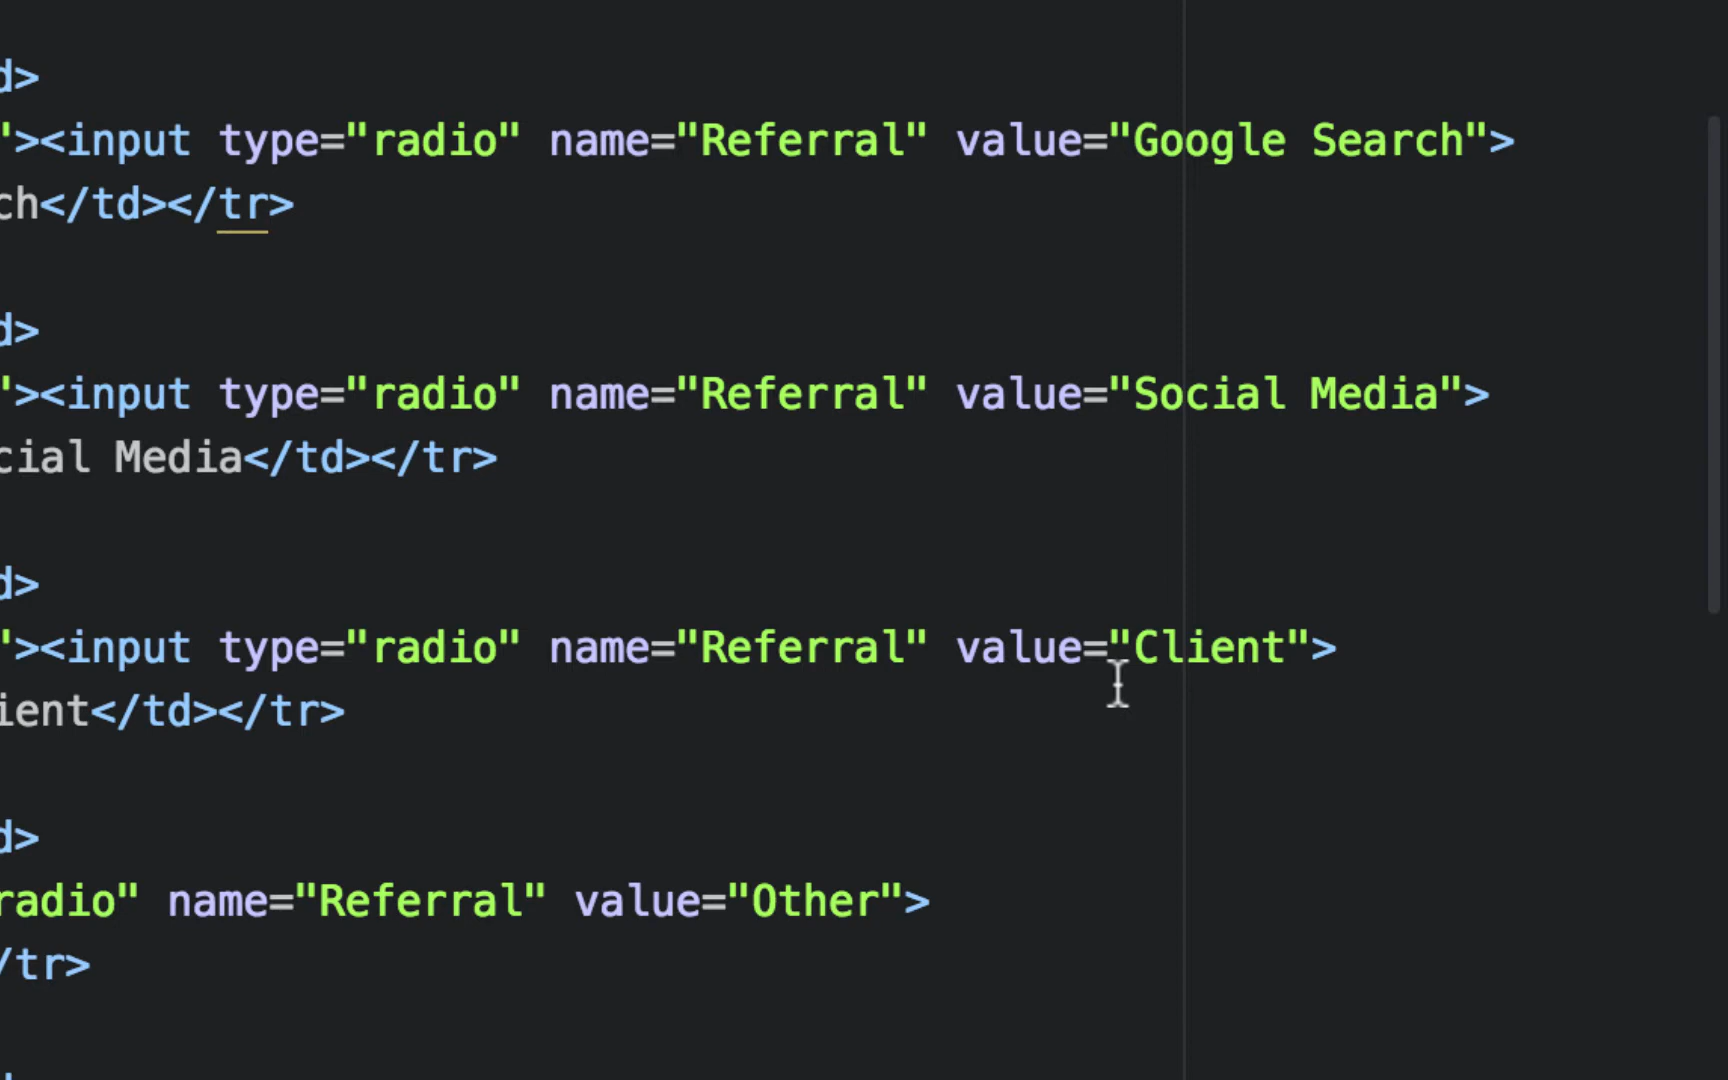 d>
"><input type="radio" name="Referral" value="Google Search">
ch</td></tr>
d>
"><input type="radio" name="Referral" value="Social Media">
cial Media</td></tr>
d>
"><input type="radio" name="Referral" value="Client">
ient</td></tr>
d>
radio" name="Referral" value="Other">
/tr>